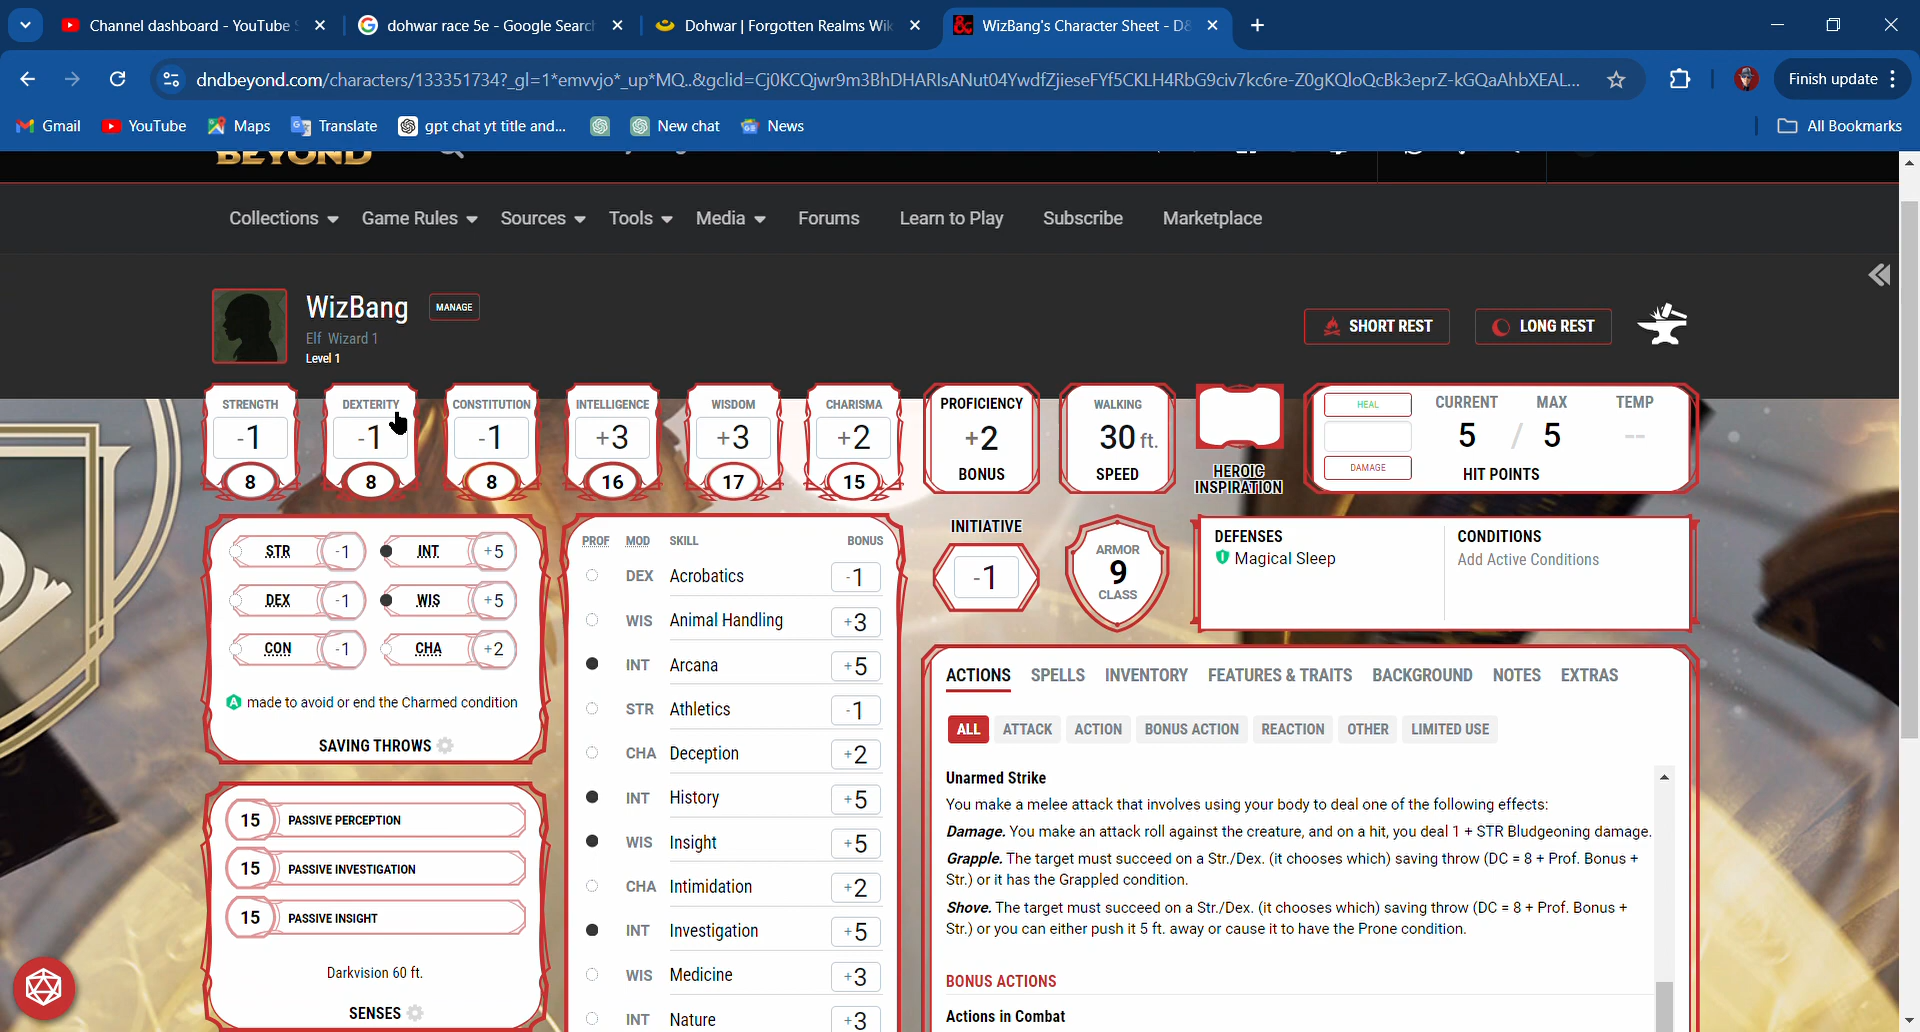 Channel dashboard - YouTube S
dohwar race 5e - Google Search
Dohwar | Forgotten Realms Wik
WizBang's Character Sheet - D&
dndbeyond.com/characters/133351734?_gl=1*emvvjo*_up*MQ..&gclid=Cj0KCQjwr9m3BhDHARIsANut04YwdfZjieseFYf5CKLH4RbG9civ7kc6re-Z0gKQloQcBk3eprZ-kGQaAhbXEAL...
Finish update
Gmail
YouTube
Maps
Translate
gpt chat yt title and...
New chat
News
All Bookmarks
BEYOND
Collections
Game Rules
Sources
Tools
Media
Forums
Learn to Play
Subscribe
Marketplace
WizBang
MANAGE
Elf Wizard 1
Level 1
SHORT REST
LONG REST
STRENGTH
-1
8
DEXTERITY
-1
8
CONSTITUTION
-1
8
INTELLIGENCE
+3
16
WISDOM
+3
17
CHARISMA
+2
15
PROFICIENCY
+2
BONUS
WALKING
30 ft.
SPEED
HEROIC
INSPIRATION
HEAL
DAMAGE
CURRENT
MAX
TEMP
5 / 5 --
HIT POINTS
STR -1
INT +5
DEX -1
WIS +5
CON -1
CHA +2
made to avoid or end the Charmed condition
SAVING THROWS
15 PASSIVE PERCEPTION
15 PASSIVE INVESTIGATION
15 PASSIVE INSIGHT
Darkvision 60 ft.
SENSES
PROF MOD SKILL BONUS
DEX Acrobatics -1
WIS Animal Handling +3
INT Arcana +5
STR Athletics -1
CHA Deception +2
INT History +5
WIS Insight +5
CHA Intimidation +2
INT Investigation +5
WIS Medicine +3
INT Nature +3
INITIATIVE
-1
ARMOR
9
CLASS
DEFENSES
Magical Sleep
CONDITIONS
Add Active Conditions
ACTIONS
SPELLS
INVENTORY
FEATURES & TRAITS
BACKGROUND
NOTES
EXTRAS
ALL
ATTACK
ACTION
BONUS ACTION
REACTION
OTHER
LIMITED USE
Unarmed Strike
You make a melee attack that involves using your body to deal one of the following effects:
Damage. You make an attack roll against the creature, and on a hit, you deal 1 + STR Bludgeoning damage.
Grapple. The target must succeed on a Str./Dex. (it chooses which) saving throw (DC = 8 + Prof. Bonus +
Str.) or it has the Grappled condition.
Shove. The target must succeed on a Str./Dex. (it chooses which) saving throw (DC = 8 + Prof. Bonus +
Str.) or you can either push it 5 ft. away or cause it to have the Prone condition.
BONUS ACTIONS
Actions in Combat